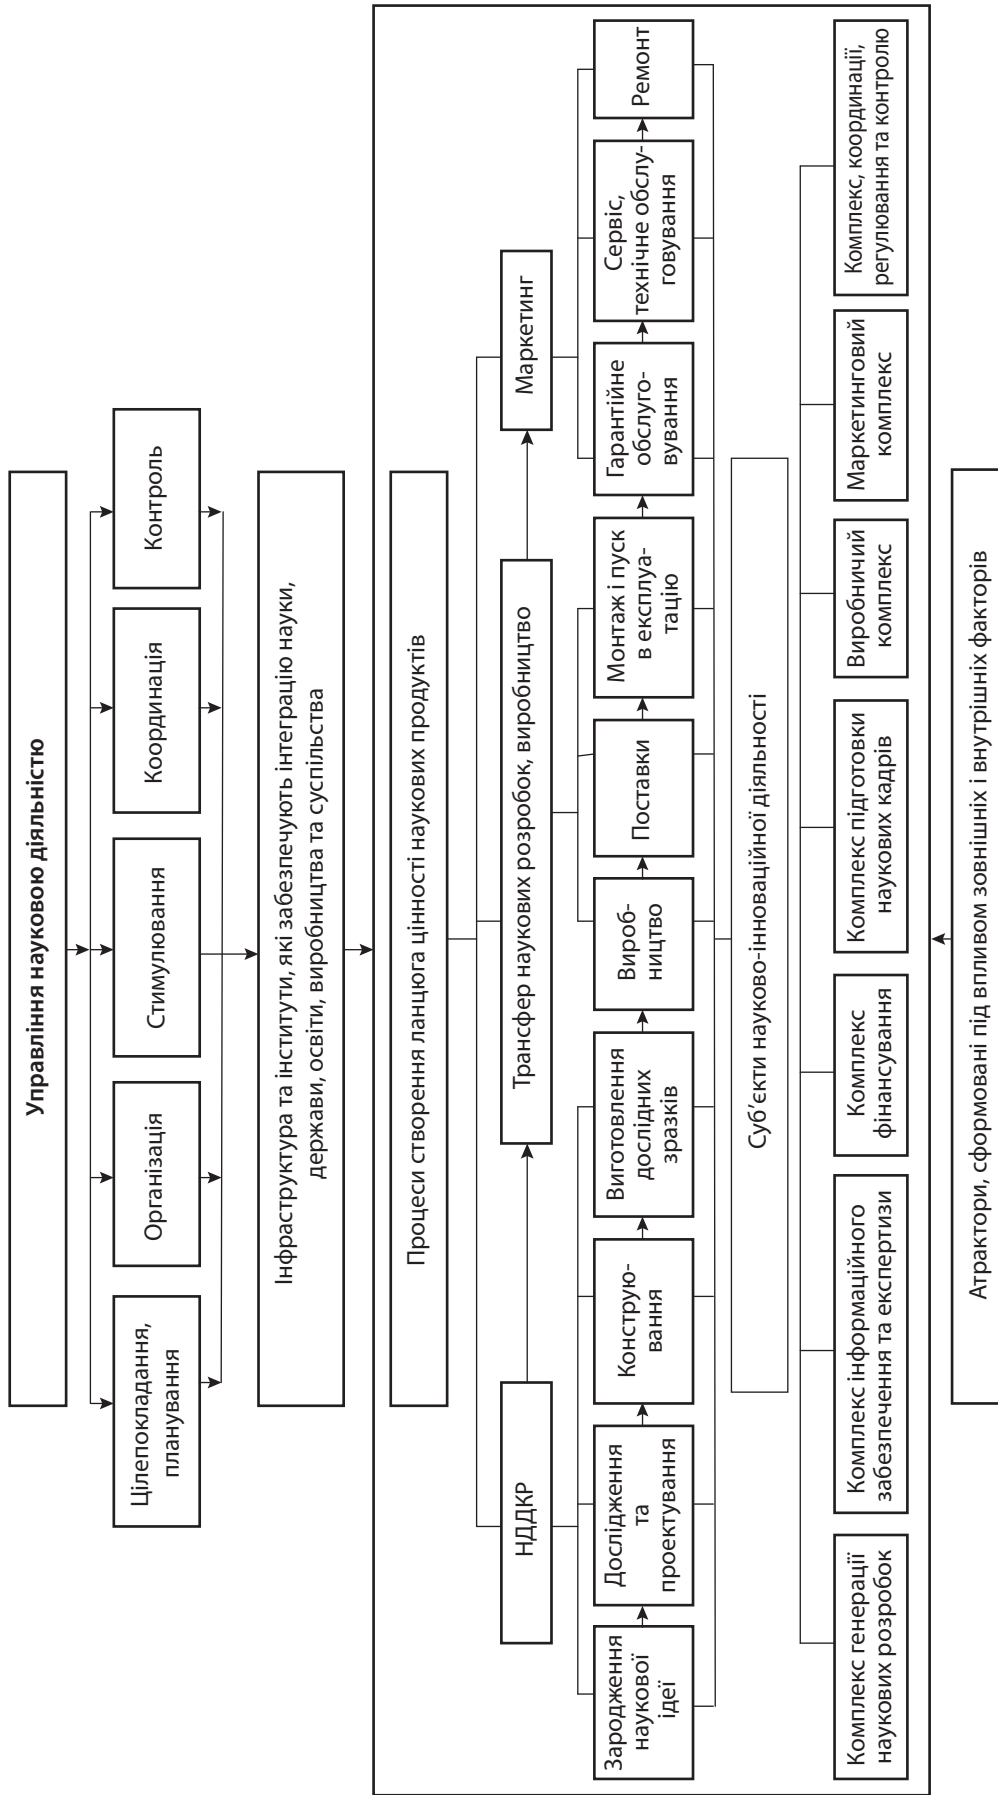 Управління науковою діяльністю
Цілепокладання,
планування
Організація
Стимулювання
Координація
Контроль
Інфраструктура та інститути, які забезпечують інтеграцію науки,
держави, освіти, виробництва та суспільства
Процеси створення ланцюга цінності наукових продуктів
НДДКР
Трансфер наукових розробок, виробництво
Маркетинг
Зародження
наукової
ідеї
Дослідження
та
проектування
Конструю-
вання
Виготовлення
дослідних
зразків
Вироб-
ництво
Поставки
Монтаж і пуск
в експлуа-
тацію
Гарантійне
обслуго-
вування
Сервіс,
технічне обслу-
говування
Ремонт
Суб’єкти науково-інноваційної діяльності
Комплекс генерації
наукових розробок
Комплекс інформаційного
забезпечення та експертизи
Комплекс
фінансування
Комплекс підготовки
наукових кадрів
Виробничий
комплекс
Маркетинговий
комплекс
Комплекс, координації,
регулювання та контролю
Атрактори, сформовані під впливом зовнішніх і внутрішніх факторів